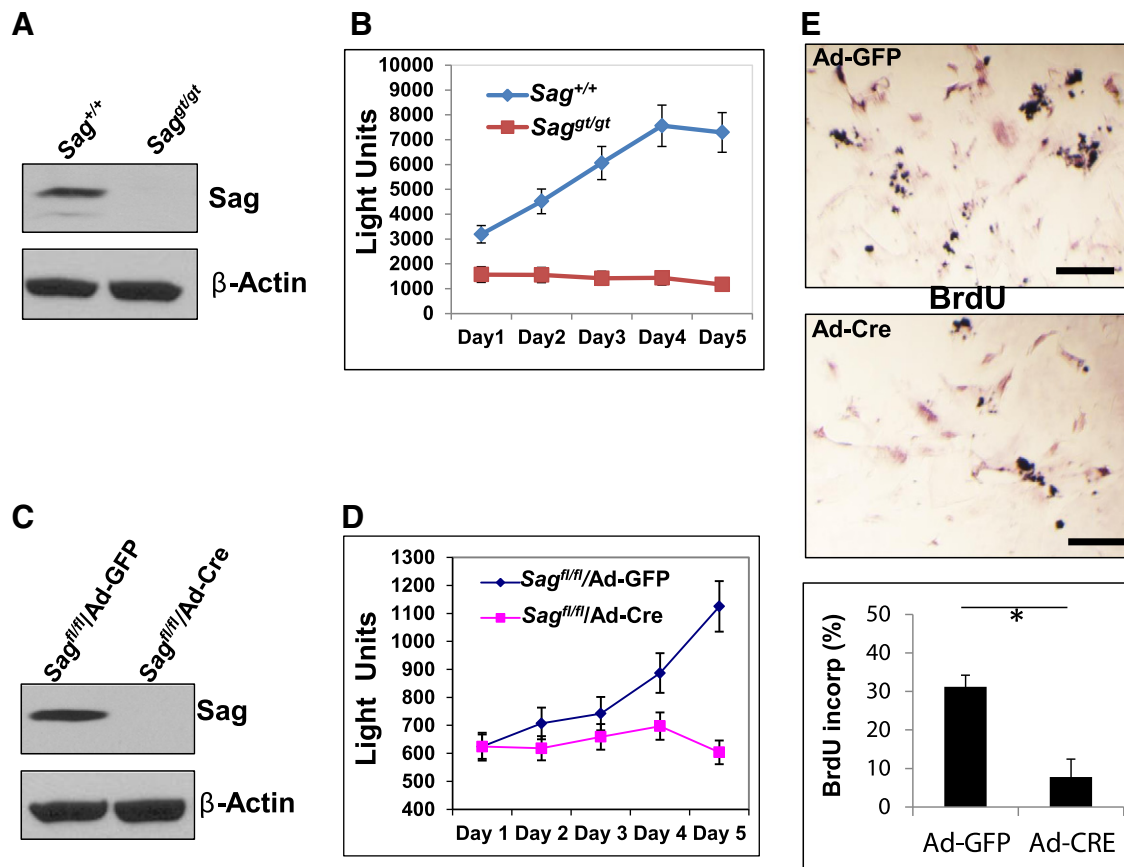 A
Sag+/+
Saggt/gt
Sag
β-Actin
B
10000
9000
8000
7000
6000
5000
4000
3000
2000
1000
0
Light Units
Sag+/+
Saggt/gt
Day1 Day2 Day3 Day4 Day5
C
Sagfl/fl/Ad-GFP
Sagfl/fl/Ad-Cre
Sag
β-Actin
D
1300
1200
1100
1000
900
800
700
600
500
400
Light Units
Sagfl/fl/Ad-GFP
Sagfl/fl/Ad-Cre
Day 1 Day 2 Day 3 Day 4 Day 5
E
Ad-GFP
BrdU
Ad-Cre
50
40
30
20
10
0
BrdU incorp (%)
*
Ad-GFP Ad-CRE